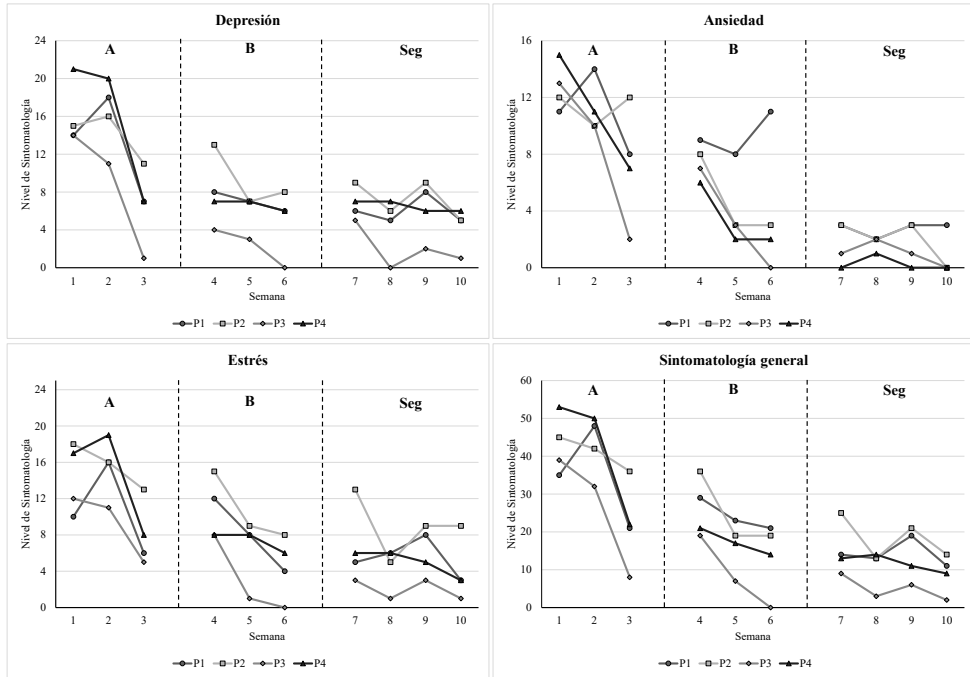 Depresión
A
B
Seg
24
20
16
12
8
4
0
Nivel de Sintomatología
1 2 3 4 5 6 7 8 9 10
Semana
P1 P2 P3 P4
Ansiedad
A
B
Seg
16
12
8
4
0
Nivel de Sintomatología
1 2 3 4 5 6 7 8 9 10
Semana
P1 P2 P3 P4
Estrés
A
B
Seg
24
20
16
12
8
4
0
Nivel de Sintomatología
1 2 3 4 5 6 7 8 9 10
Semana
P1 P2 P3 P4
Sintomatología general
A
B
Seg
60
50
40
30
20
10
0
Nivel de Sintomatología
1 2 3 4 5 6 7 8 9 10
Semana
P1 P2 P3 P4